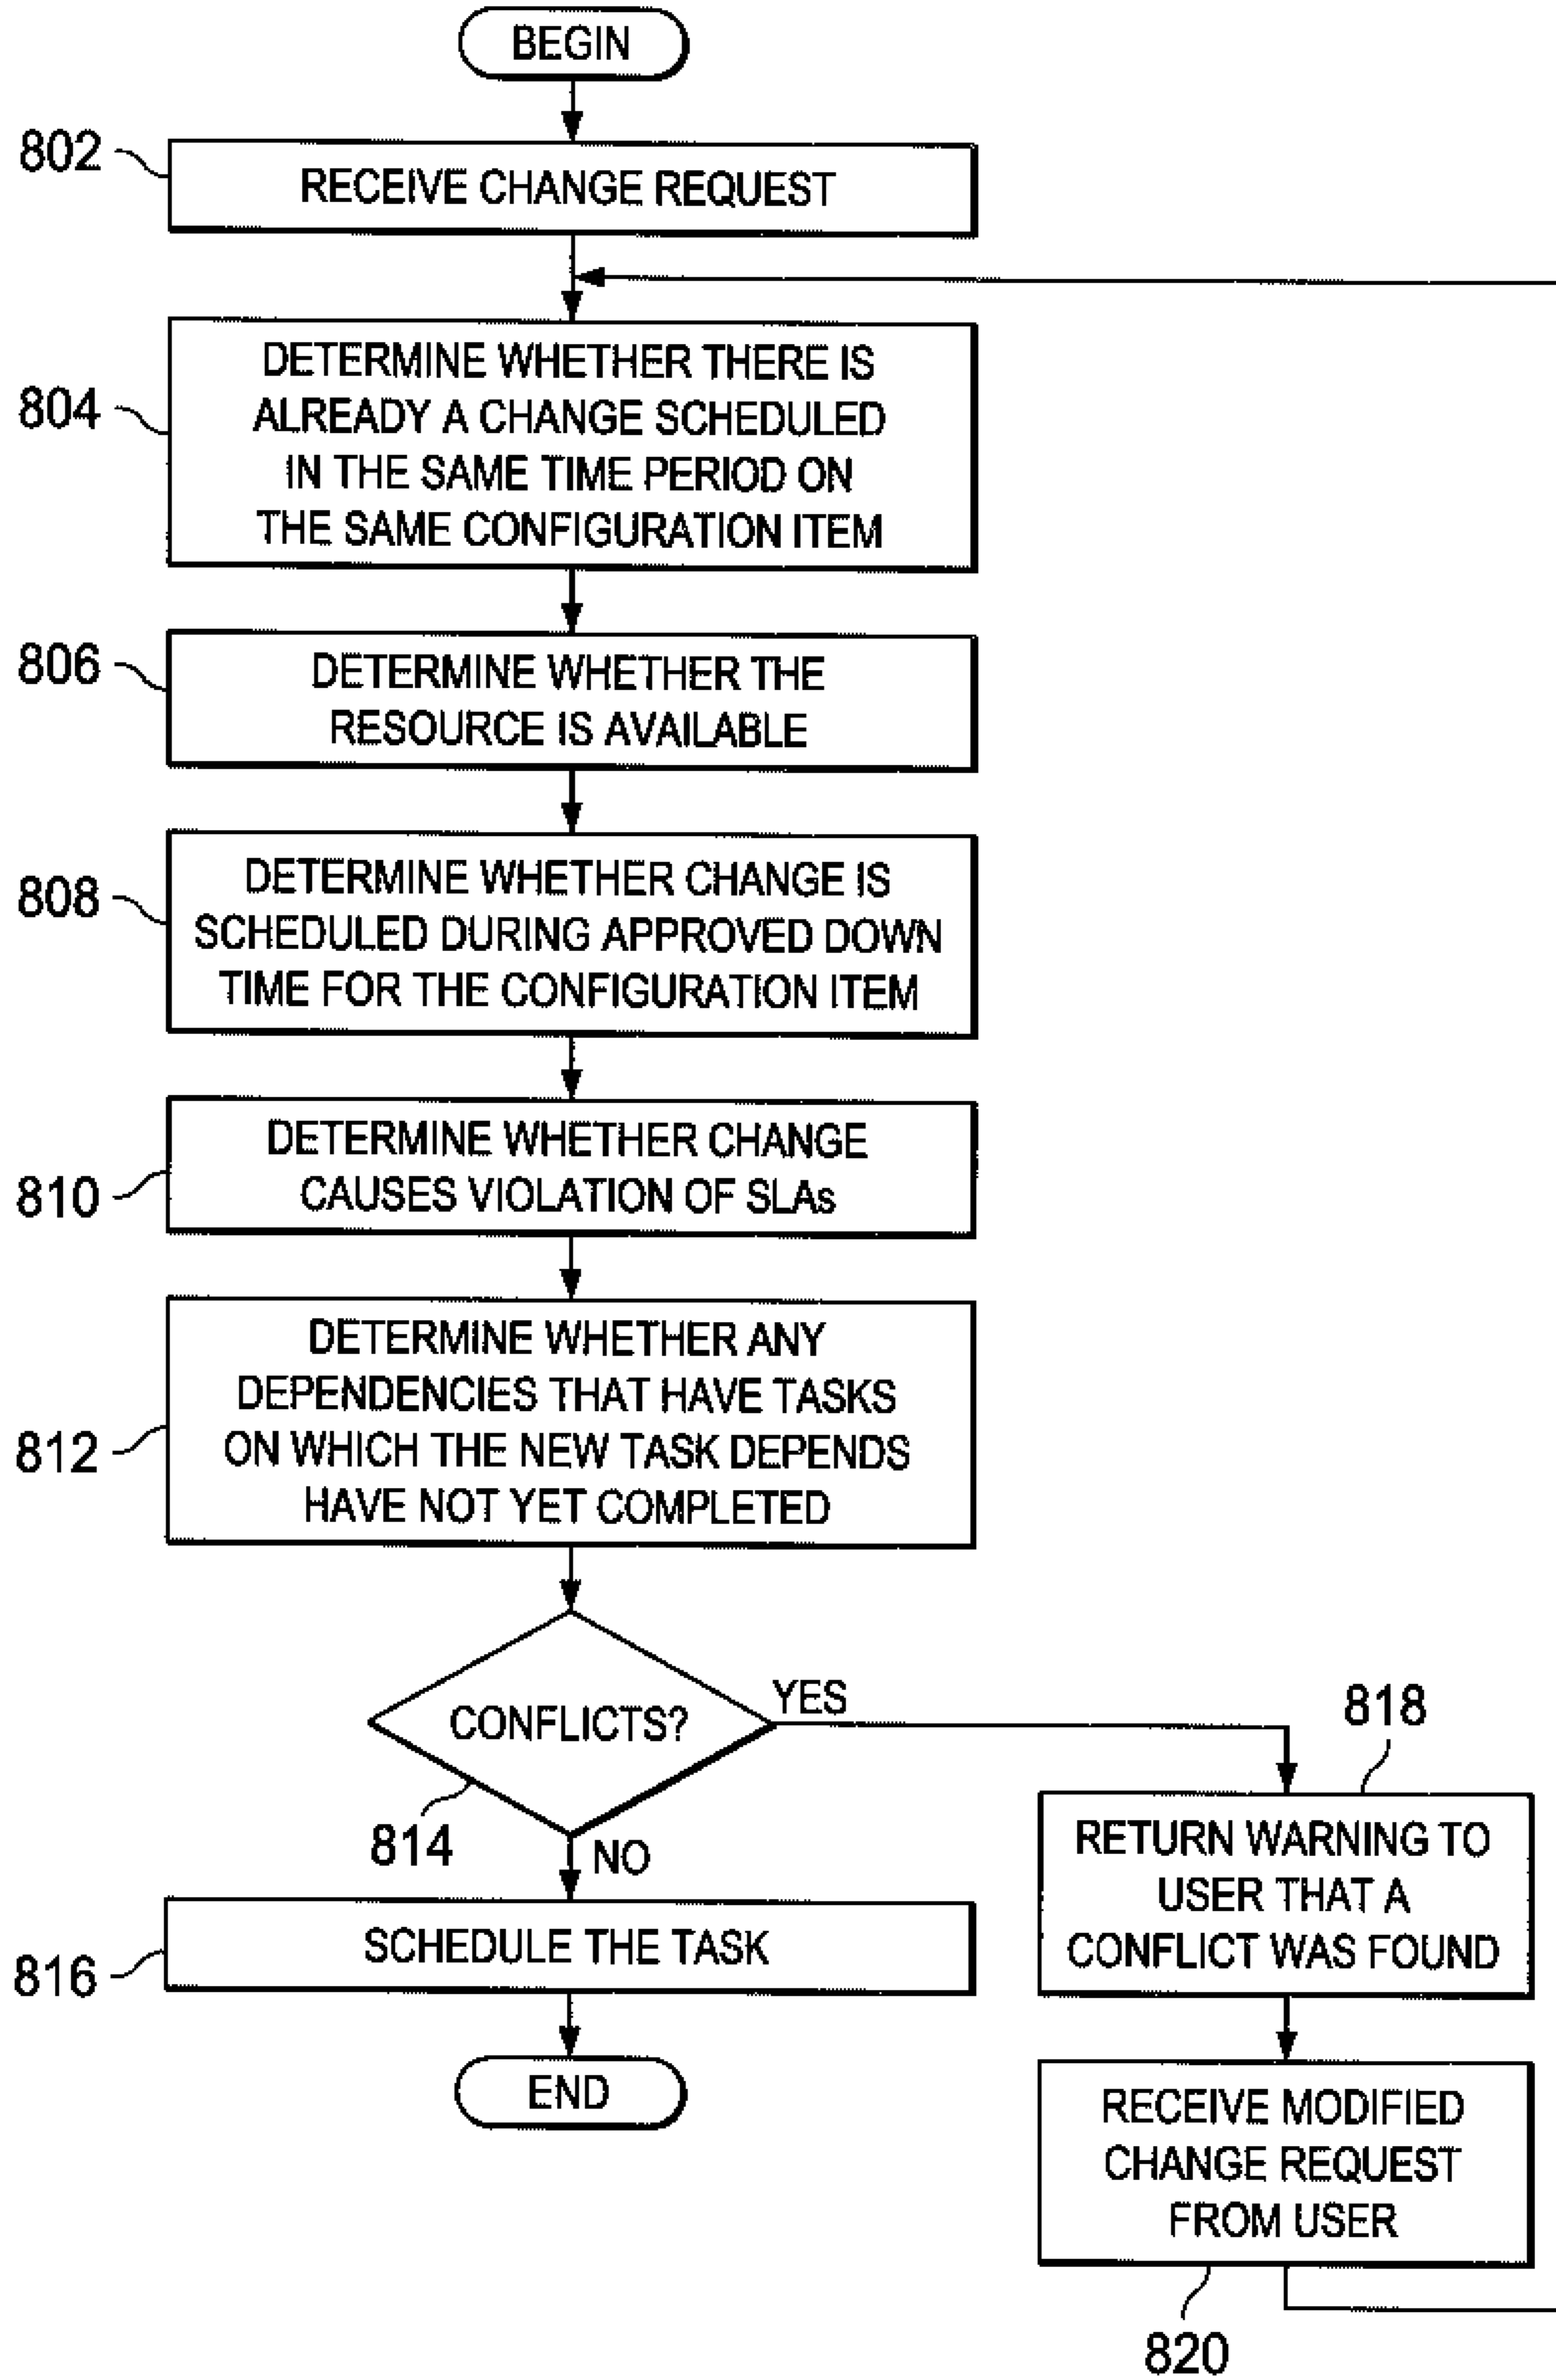 BEGIN
802
RECEIVE CHANGE REQUEST
804
DETERMINE WHETHER THERE IS
ALREADY A CHANGE SCHEDULED
IN THE SAME TIME PERIOD ON
THE SAME CONFIGURATION ITEM
806
DETERMINE WHETHER THE
RESOURCE IS AVAILABLE
808
DETERMINE WHETHER CHANGE IS
SCHEDULED DURING APPROVED DOWN
TIME FOR THE CONFIGURATION ITEM
810
DETERMINE WHETHER CHANGE
CAUSES VIOLATION OF SLAs
812
DETERMINE WHETHER ANY
DEPENDENCIES THAT HAVE TASKS
ON WHICH THE NEW TASK DEPENDS
HAVE NOT YET COMPLETED
CONFLICTS?
814
YES
NO
816
SCHEDULE THE TASK
END
818
RETURN WARNING TO
USER THAT A
CONFLICT WAS FOUND
RECEIVE MODIFIED
CHANGE REQUEST
FROM USER
820